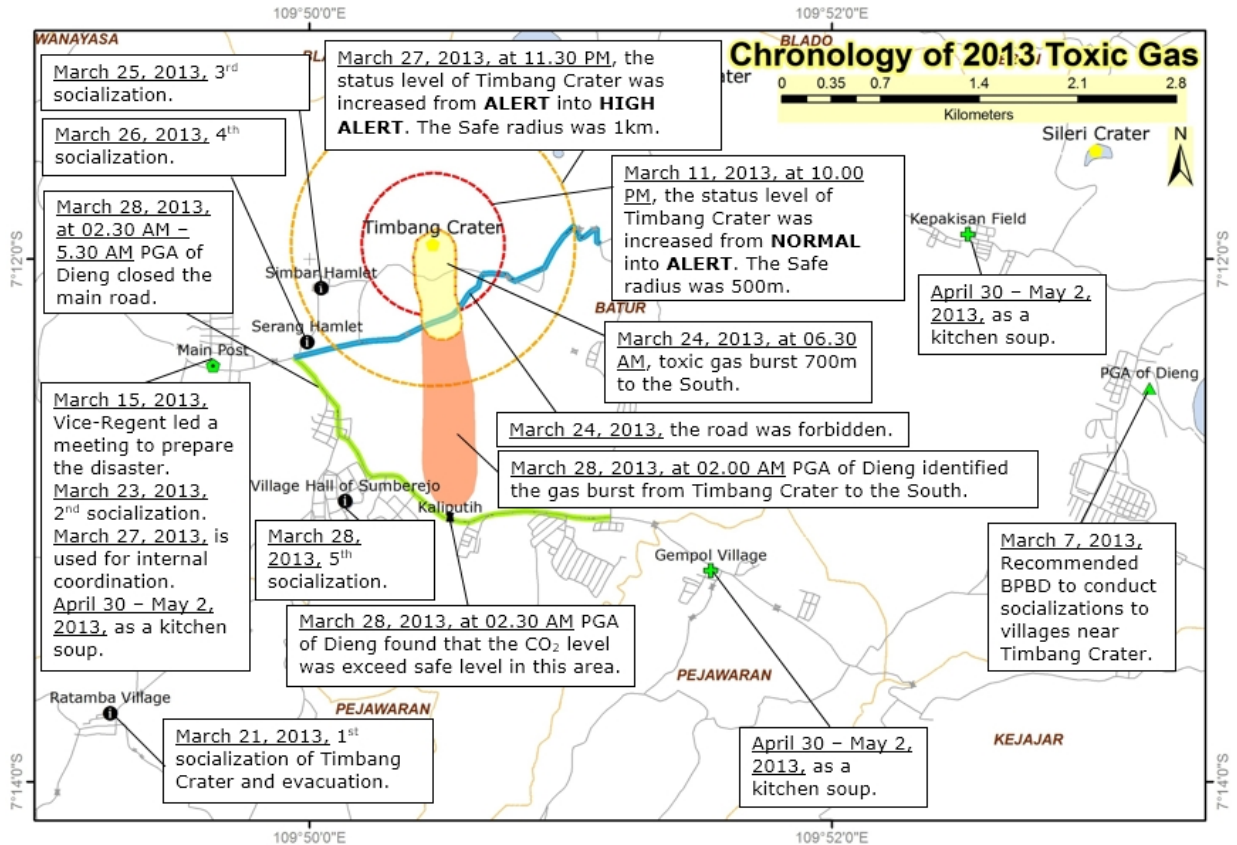 109°50'0"E
109°52'0"E
WANAYASA
BLADO
Chronology of 2013 Toxic Gas
0 0.35 0.7 1.4 2.1 2.8
Kilometers
N
March 25, 2013, 3rd
socialization.
March 27, 2013, at 11.30 PM, the
status level of Timbang Crater was
increased from ALERT into HIGH
ALERT. The Safe radius was 1km.
March 26, 2013, 4th
socialization.
Sileri Crater
March 11, 2013, at 10.00
PM, the status level of
Timbang Crater was
increased from NORMAL
into ALERT. The Safe
radius was 500m.
March 28, 2013,
at 02.30 AM –
5.30 AM PGA of
Dieng closed the
main road.
Timbang Crater
Kepakisan Field
7°12'0"S
7°12'0"S
Simbar Hamlet
April 30 – May 2,
2013, as a
kitchen soup.
BATUR
Serang Hamlet
Main Post
March 24, 2013, at 06.30
AM, toxic gas burst 700m
to the South.
PGA of Dieng
March 15, 2013,
Vice-Regent led a
meeting to prepare
the disaster.
March 23, 2013,
2nd socialization.
March 27, 2013, is
used for internal
coordination.
April 30 – May 2,
2013, as a kitchen
soup.
March 24, 2013, the road was forbidden.
March 28, 2013, at 02.00 AM PGA of Dieng identified
the gas burst from Timbang Crater to the South.
Village Hall of Sumberejo
Kaliputih
March 28,
2013, 5th
socialization.
Gempol Village
March 7, 2013,
Recommended
BPBD to conduct
socializations to
villages near
Timbang Crater.
March 28, 2013, at 02.30 AM PGA
of Dieng found that the CO₂ level
was exceed safe level in this area.
PEJAWARAN
Ratamba Village
PEJAWARAN
March 21, 2013, 1st
socialization of Timbang
Crater and evacuation.
April 30 – May 2,
2013, as a
kitchen soup.
KEJAJAR
7°14'0"S
7°14'0"S
109°50'0"E
109°52'0"E